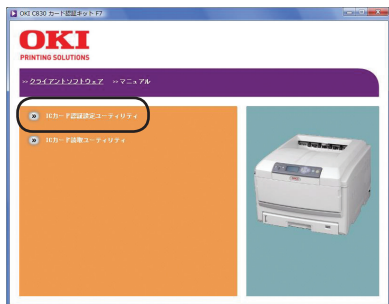 OKI C830 カード認証キット F7
OKI
PRINTING SOLUTIONS
>> クライアントソフトウェア >> マニュアル
ICカード認証設定ユーティリティ
ICカード読取ユーティリティ